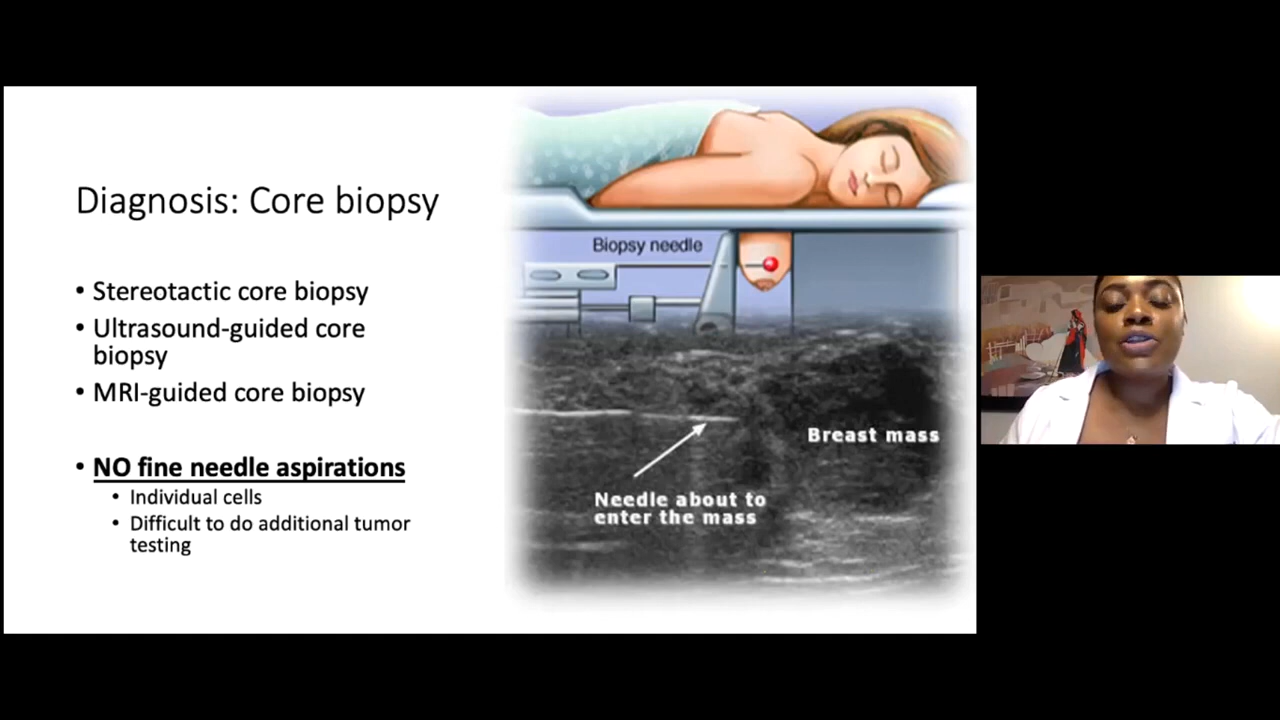 Diagnosis: Core biopsy
• Stereotactic core biopsy
• Ultrasound-guided core
biopsy
• MRI-guided core biopsy
• NO fine needle aspirations
• Individual cells
• Difficult to do additional tumor
testing
Biopsy needle
Breast mass
Needle about to
enter the mass